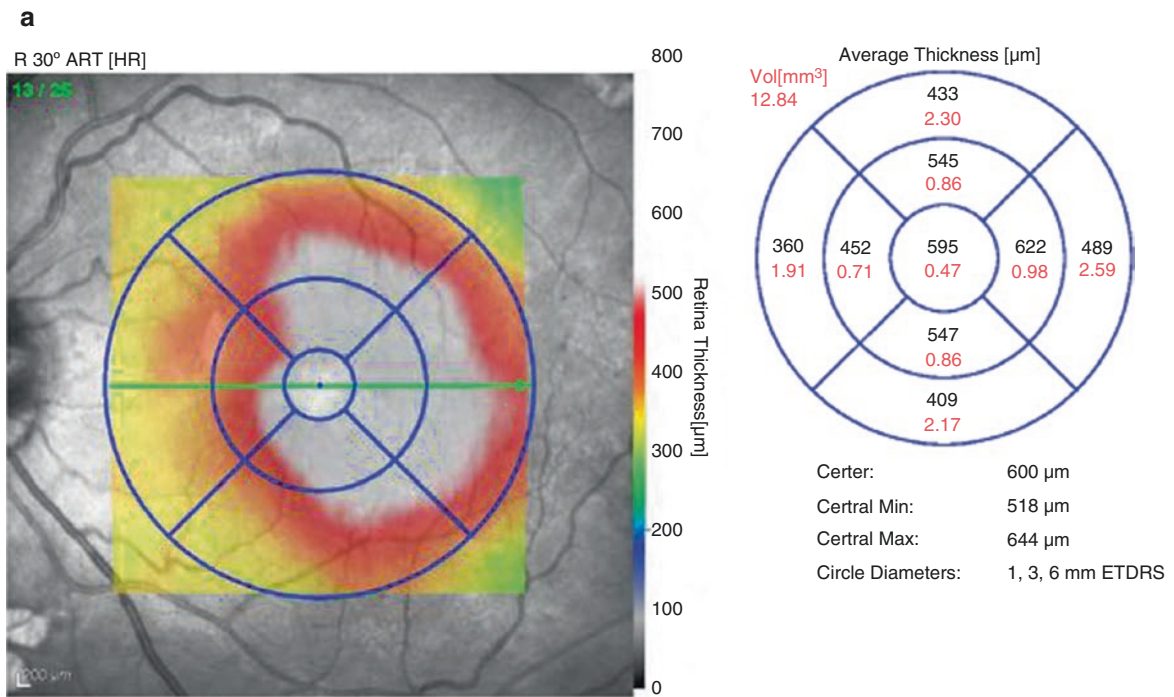 a
R 30° ART [HR]
13 / 25
200 µm
800
700
600
500
400
300
200
100
0
Retina Thickness[µm]
Average Thickness [µm]
Vol[mm³]
12.84
433
2.30
545
0.86
360
1.91
452
0.71
595
0.47
622
0.98
489
2.59
547
0.86
409
2.17
Certer: 600 µm
Certral Min: 518 µm
Certral Max: 644 µm
Circle Diameters: 1, 3, 6 mm ETDRS